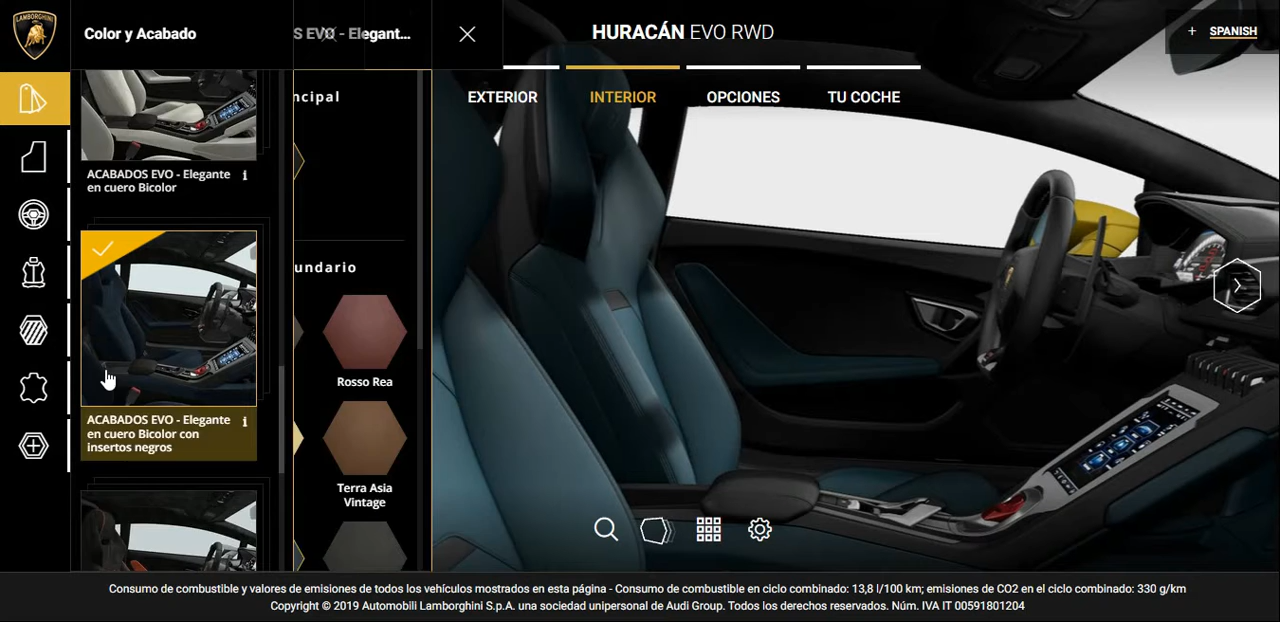 LAMBORGHINI
Color y Acabado
S EVO - Elegant...
HURACÁN EVO RWD
+ SPANISH
EXTERIOR
INTERIOR
OPCIONES
TU COCHE
ncipal
ACABADOS EVO - Elegante
en cuero Bicolor
i
undario
Rosso Rea
ACABADOS EVO - Elegante
en cuero Bicolor con
insertos negros
i
Terra Asia
Vintage
Consumo de combustible y valores de emisiones de todos los vehículos mostrados en esta página - Consumo de combustible en ciclo combinado: 13,8 l/100 km; emisiones de CO2 en el ciclo combinado: 330 g/km
Copyright © 2019 Automobili Lamborghini S.p.A. una sociedad unipersonal de Audi Group. Todos los derechos reservados. Núm. IVA IT 00591801204